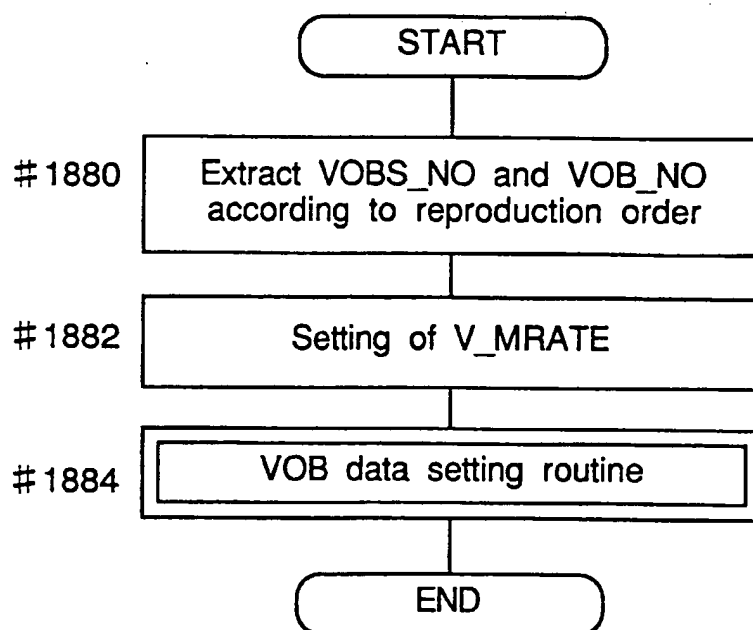 START
#1880
Extract VOBS_NO and VOB_NO
according to reproduction order
#1882
Setting of V_MRATE
#1884
VOB data setting routine
END